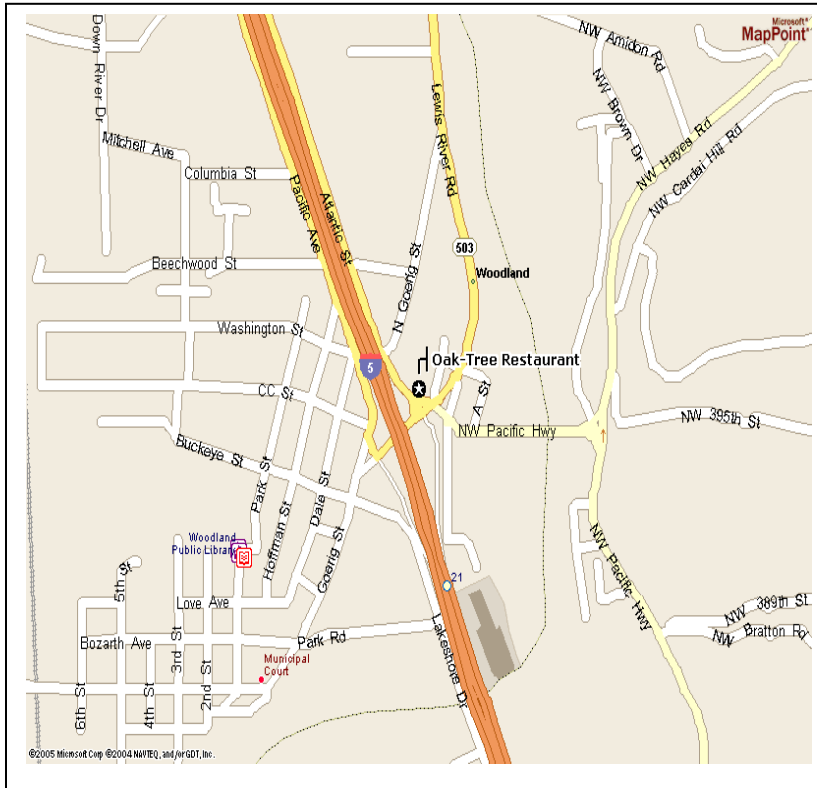 Microsoft®
MapPoint®
Down River Dr
NW Amidon Rd
NW Brown Dr
NW Hayes Rd
NW Cardai Hill Rd
Lewis River Rd
Mitchell Ave
Columbia St
Pacific Ave
Atlantic St
503
Woodland
Beechwood St
N Goerig St
Washington St
Oak-Tree Restaurant
5
CC St
A St
NW 395th St
NW Pacific Hwy
Buckeye St
Park St
Dale St
Hoffman St
Woodland
Public Library
Goerig St
5th St
21
NW Pacific Hwy
Love Ave
NW 389th St
Bozarth Ave
Park Rd
NW Bratton Rd
3rd St
Lakeshore Dr
Municipal
Court
6th St
4th St
2nd St
©2005 Microsoft Corp ©2004 NAVTEQ, and/or GDT, Inc.